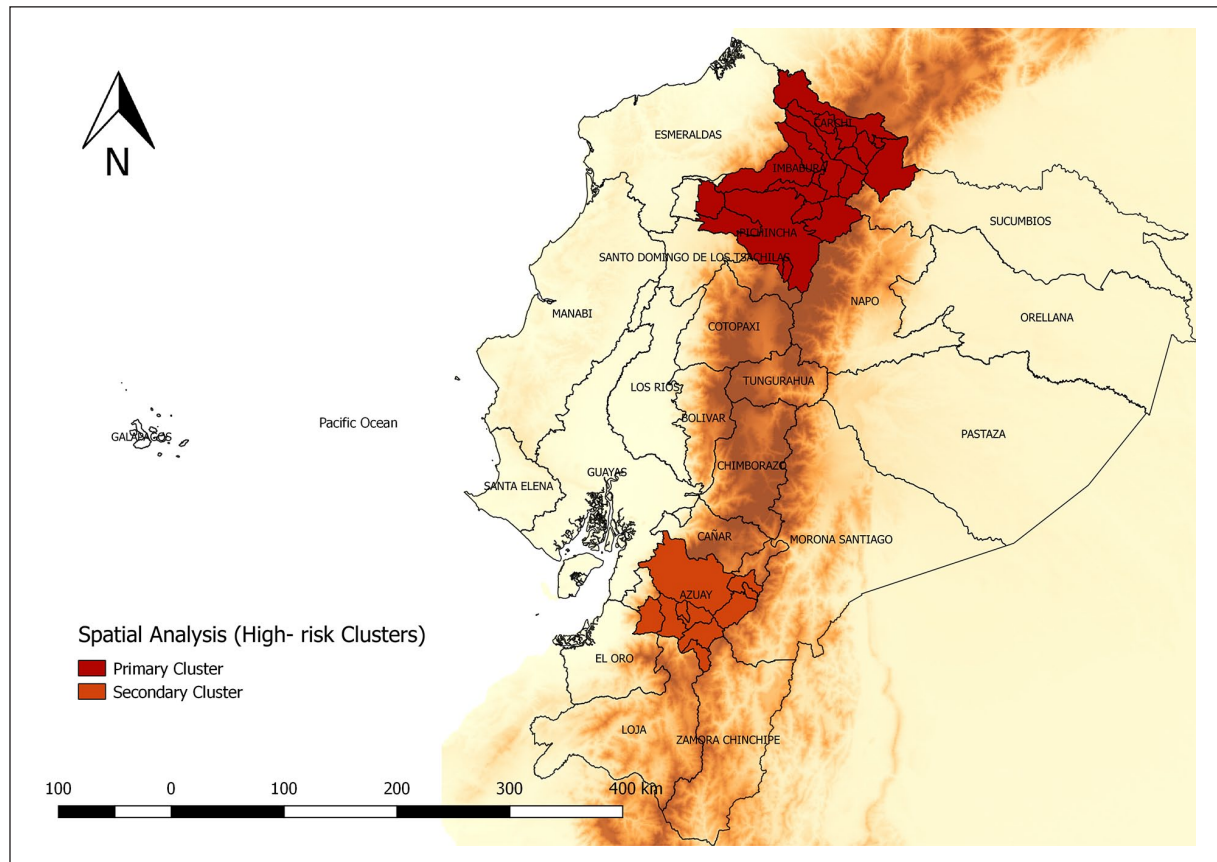 N
ESMERALDAS
CARCHI
IMBABURA
SUCUMBIOS
PICHINCHA
SANTO DOMINGO DE LOS TSACHILAS
NAPO
MANABI
ORELLANA
COTOPAXI
TUNGURAHUA
LOS RIOS
BOLIVAR
Pacific Ocean
PASTAZA
GALAPAGOS
CHIMBORAZO
GUAYAS
SANTA ELENA
CAÑAR
MORONA SANTIAGO
AZUAY
Spatial Analysis (High- risk Clusters)
Primary Cluster
Secondary Cluster
EL ORO
LOJA
ZAMORA CHINCHIPE
100 0 100 200 300 400 km